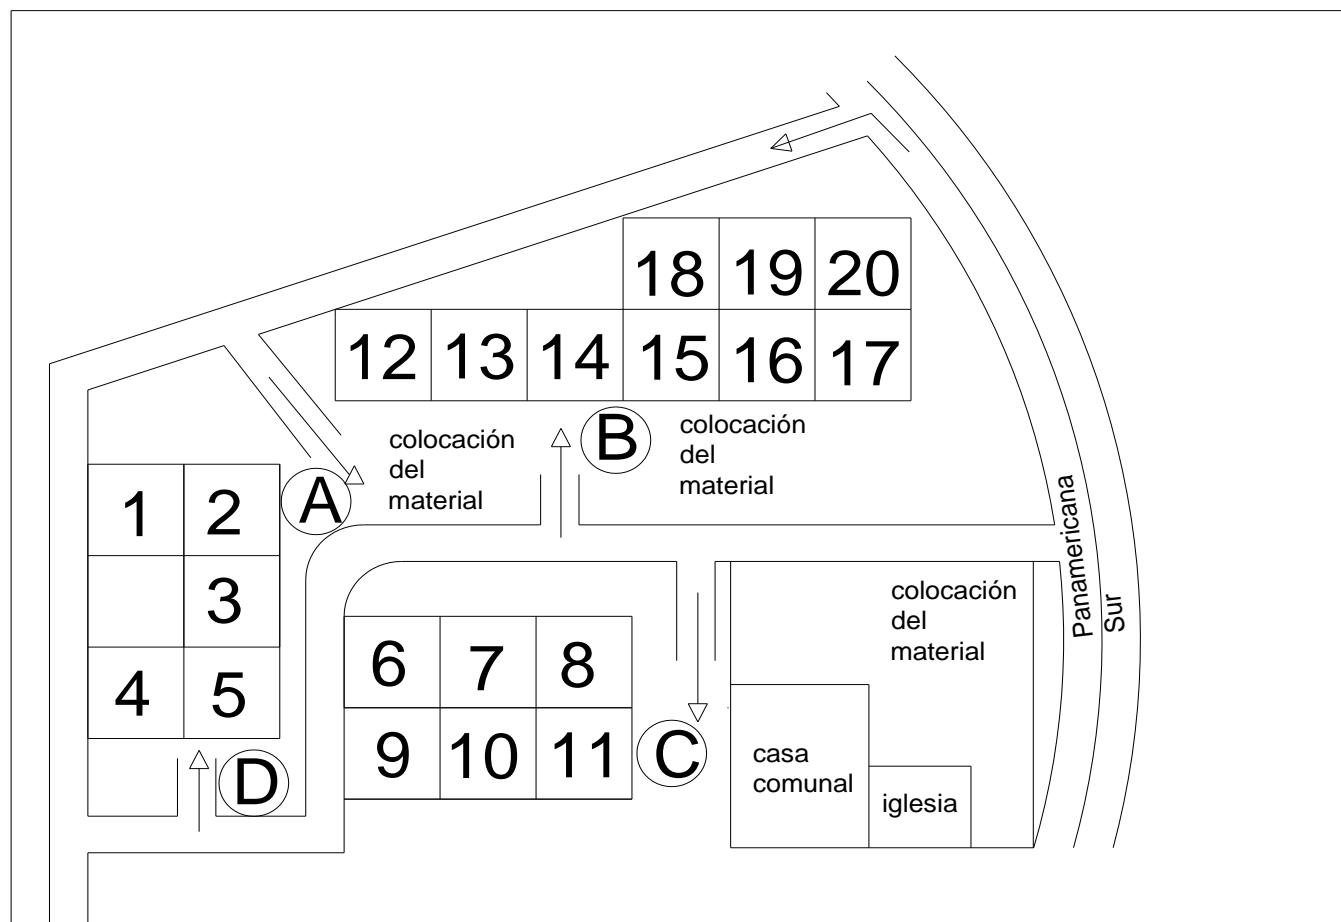 18 19 20
12 13 14 15 16 17
B
colocación
del
material
colocación
del
material
A
1 2
3
4 5
D
6 7 8
9 10 11
C
colocación
del
material
casa
comunal
iglesia
Panamericana
Sur